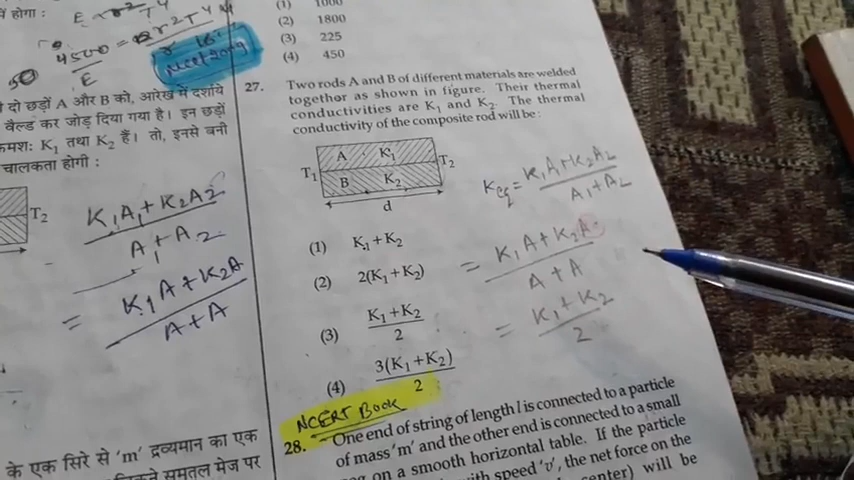 में होगा :
E ∝ r²T⁴
4500
E
Ncert 2019
दो छड़ों A और B को, आरेख में दर्शाये
वैल्ड कर जोड़ दिया गया है। इन छड़ों
क्रमशः K₁ तथा K₂ हैं। तो, इनसे बनी
चालकता होगी :
T₂
K₁A₁ + K₂A₂
A₁ + A₂
= K₁A + K₂A
A + A
के एक सिरे से 'm' द्रव्यमान का एक
समतल मेज पर
(1) 1000
(2) 1800
(3) 225
(4) 450
27. Two rods A and B of different materials are welded
together as shown in figure. Their thermal
conductivities are K₁ and K₂. The thermal
conductivity of the composite rod will be :
A K₁
T₁ T₂
B K₂
d
Keq = K₁A₁+K₂A₂
A₁+A₂
= K₁A + K₂A
A + A
= K₁ + K₂
2
(1) K₁ + K₂
(2) 2(K₁ + K₂)
(3) K₁ + K₂
2
(4) 3(K₁ + K₂)
2
NCERT Book
28. One end of string of length l is connected to a particle
of mass 'm' and the other end is connected to a small
on a smooth horizontal table. If the particle
with speed 'v', the net force on the
center) will be